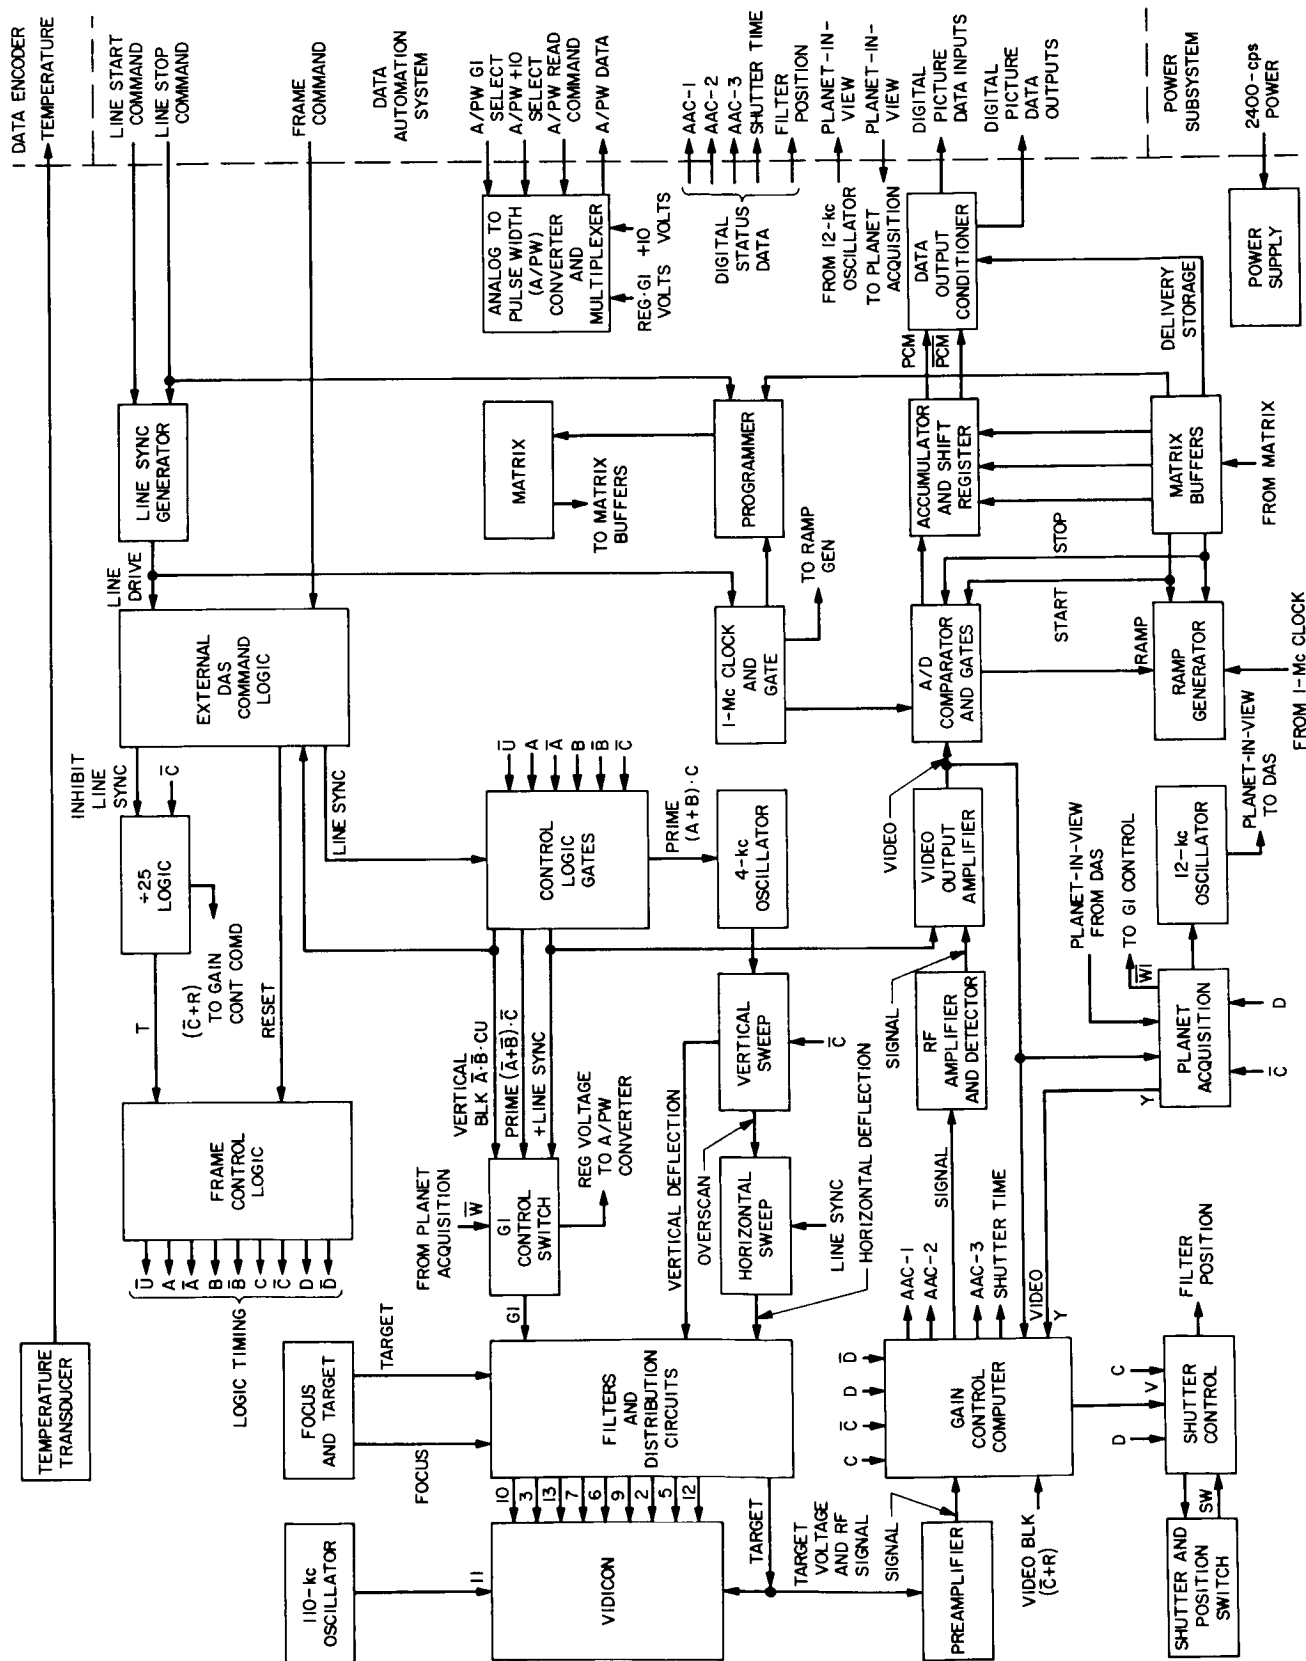 DATA ENCODER
TEMPERATURE
LINE START
COMMAND
LINE STOP
COMMAND
FRAME
COMMAND
DATA
AUTOMATION
SYSTEM
A/PW G1
SELECT
A/PW +10
SELECT
A/PW READ
COMMAND
A/PW DATA
AAC-1
AAC-2
AAC-3
SHUTTER TIME
FILTER
POSITION
PLANET-IN-
VIEW
PLANET-IN-
VIEW
DIGITAL
PICTURE
DATA INPUTS
DIGITAL
PICTURE
DATA
OUTPUTS
POWER
SUBSYSTEM
2400-cps
POWER
LINE SYNC
GENERATOR
ANALOG TO
PULSE WIDTH
(A/PW)
CONVERTER
AND
MULTIPLEXER
REG·G1
VOLTS
+10
VOLTS
DIGITAL
STATUS
DATA
FROM 12-kc
OSCILLATOR
TO PLANET
ACQUISITION
DATA
OUTPUT
CONDITIONER
POWER
SUPPLY
LINE
DRIVE
MATRIX
TO MATRIX
BUFFERS
PROGRAMMER
PCM
P̅C̅M̅
ACCUMULATOR
AND SHIFT
REGISTER
DELIVERY
STORAGE
MATRIX
BUFFERS
FROM MATRIX
EXTERNAL
DAS
COMMAND
LOGIC
1-Mc CLOCK
AND
GATE
TO RAMP
GEN
A/D
COMPARATOR
AND GATES
STOP
START
RAMP
RAMP
GENERATOR
FROM 1-Mc CLOCK
INHIBIT
LINE
SYNC
C̅
÷25
LOGIC
LINE SYNC
U̅
A
A̅
B
B̅
C̅
CONTROL
LOGIC
GATES
PRIME
(A+B)·C
4-kc
OSCILLATOR
VIDEO
VIDEO
OUTPUT
AMPLIFIER
PLANET-IN-VIEW
FROM DAS
TO G1 CONTROL
12-kc
OSCILLATOR
PLANET-IN-VIEW
TO DAS
T
(C̅+R)
TO GAIN
CONT COMD
RESET
VERTICAL
BLK A̅·B̅·CU
PRIME (A̅+B̅)·C̅
+LINE SYNC
VERTICAL
SWEEP
C̅
SIGNAL
RF
AMPLIFIER
AND DETECTOR
W̅I̅
PLANET
ACQUISITION
D
C̅
Y
FRAME
CONTROL
LOGIC
FROM PLANET
ACQUISITION
W̅
G1
CONTROL
SWITCH
REG VOLTAGE
TO A/PW
CONVERTER
VERTICAL DEFLECTION
OVERSCAN
HORIZONTAL
SWEEP
LINE SYNC
HORIZONTAL DEFLECTION
SIGNAL
U̅
A
A̅
B
B̅
C
C̅
D
D̅
LOGIC TIMING
G1
AAC-1
AAC-2
AAC-3
SHUTTER TIME
VIDEO
Y
FILTER
POSITION
TEMPERATURE
TRANSDUCER
FOCUS
AND TARGET
TARGET
FOCUS
FILTERS
AND
DISTRIBUTION
CIRCUITS
D̅
D
C̅
C
GAIN
CONTROL
COMPUTER
D
V
C
SHUTTER
CONTROL
10
3
13
7
6
9
2
5
12
TARGET
TARGET
VOLTAGE
AND RF
SIGNAL
SIGNAL
VIDEO BLK
(C̅+R)
SW
110-kc
OSCILLATOR
11
VIDICON
PREAMPLIFIER
SHUTTER AND
POSITION
SWITCH